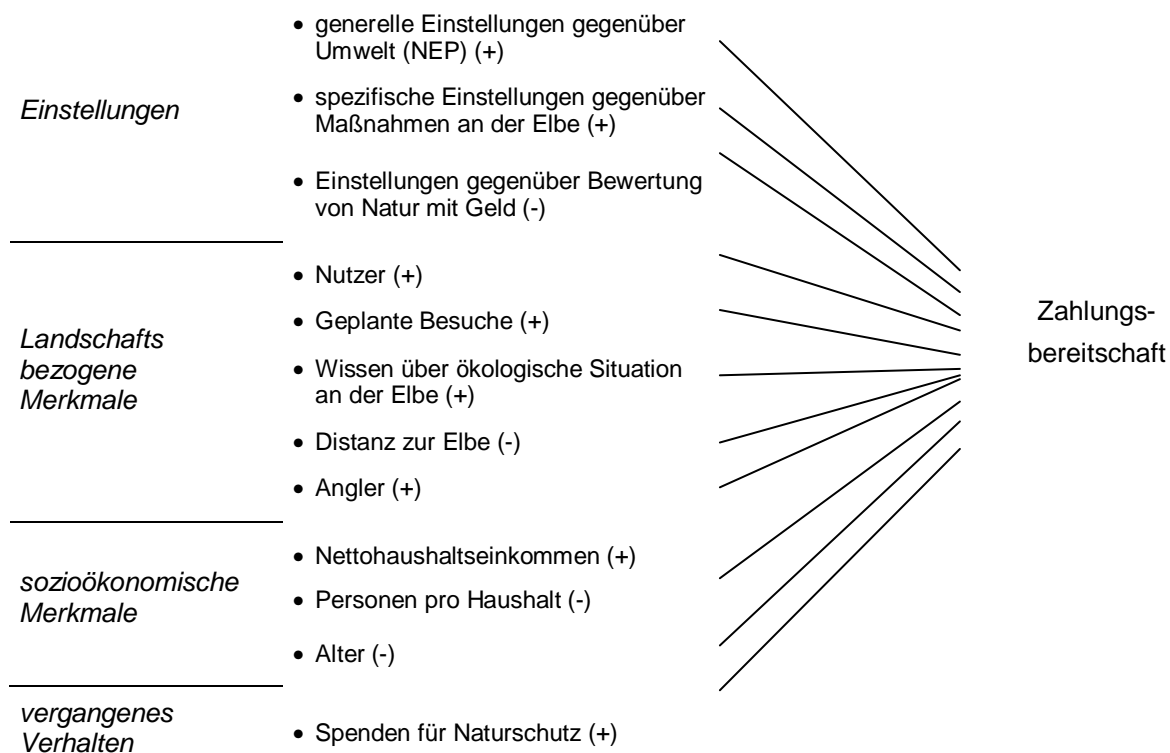 • generelle Einstellungen gegenüber
Umwelt (NEP) (+)
Einstellungen
• spezifische Einstellungen gegenüber
Maßnahmen an der Elbe (+)
• Einstellungen gegenüber Bewertung
von Natur mit Geld (-)
Landschafts
bezogene
Merkmale
• Nutzer (+)
• Geplante Besuche (+)
• Wissen über ökologische Situation
an der Elbe (+)
• Distanz zur Elbe (-)
• Angler (+)
sozioökonomische
Merkmale
• Nettohaushaltseinkommen (+)
• Personen pro Haushalt (-)
• Alter (-)
vergangenes
Verhalten
• Spenden für Naturschutz (+)
Zahlungs-
bereitschaft